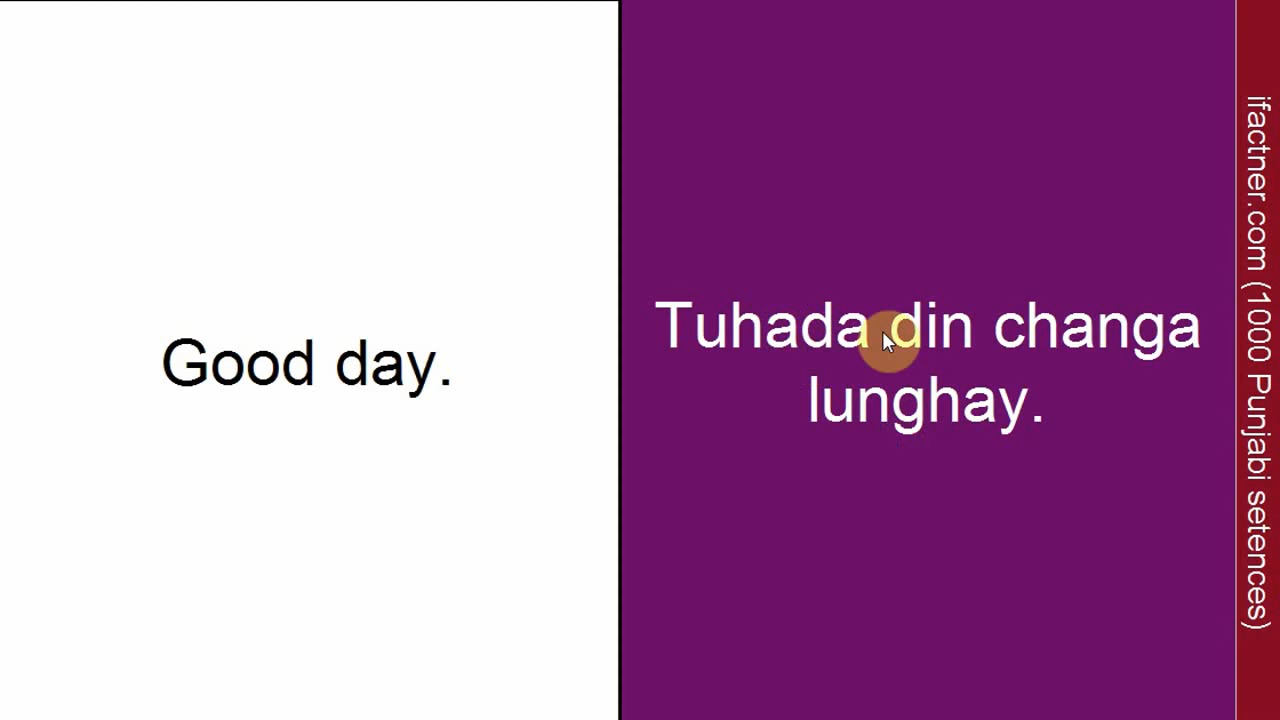 Good day.
Tuhada din changa
lunghay.
ifactner.com (1000 Punjabi setences)